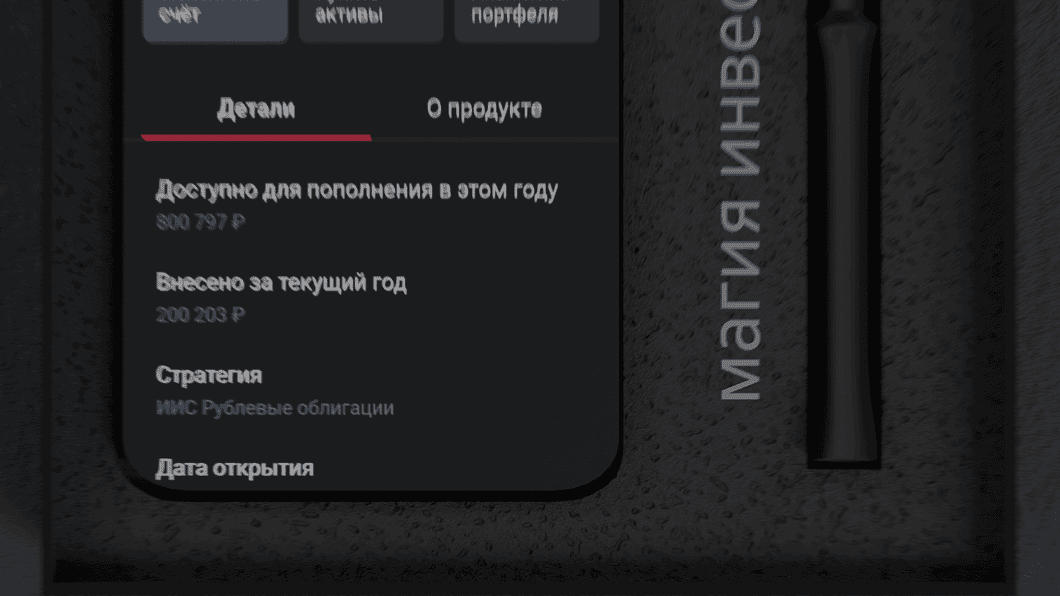 счёт
активы
портфеля
Детали
О продукте
Доступно для пополнения в этом году
800 797 ₽
Внесено за текущий год
200 203 ₽
Стратегия
ИИС Рублевые облигации
Дата открытия
магия инвес